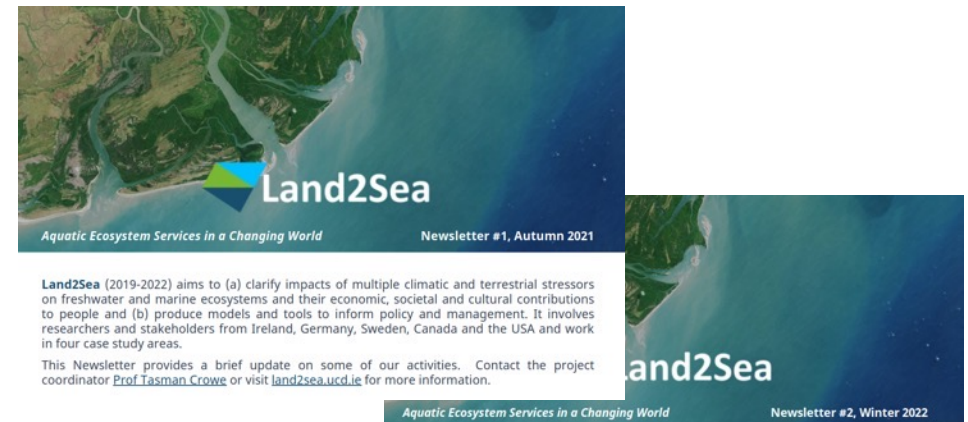 Land2Sea
Aquatic Ecosystem Services in a Changing World
Newsletter #1, Autumn 2021
Land2Sea (2019-2022) aims to (a) clarify impacts of multiple climatic and terrestrial stressors
on freshwater and marine ecosystems and their economic, societal and cultural contributions
to people and (b) produce models and tools to inform policy and management. It involves
researchers and stakeholders from Ireland, Germany, Sweden, Canada and the USA and work
in four case study areas.
This Newsletter provides a brief update on some of our activities. Contact the project
coordinator Prof Tasman Crowe or visit land2sea.ucd.ie for more information.
and2Sea
Aquatic Ecosystem Services in a Changing World
Newsletter #2, Winter 2022